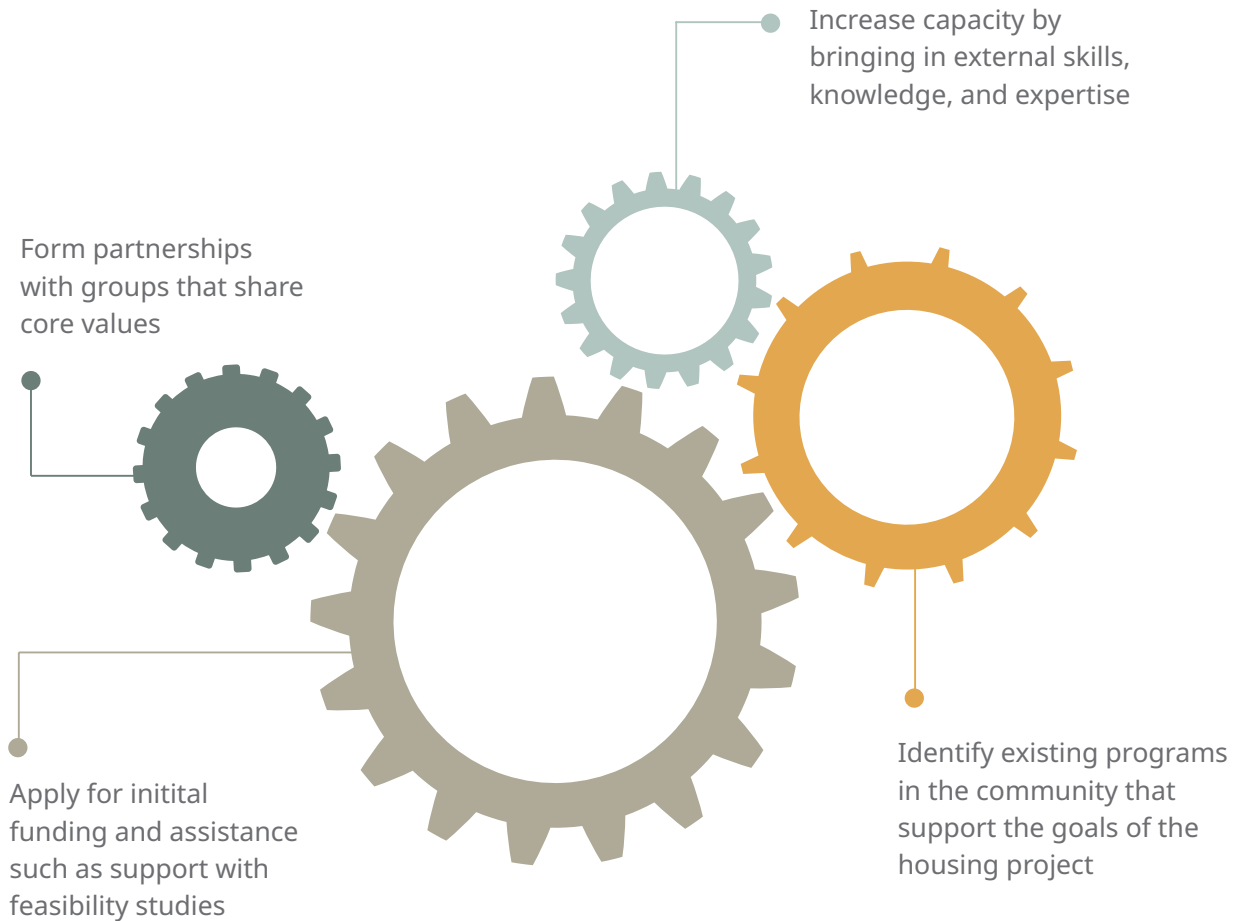 Increase capacity by
bringing in external skills,
knowledge, and expertise
Form partnerships
with groups that share
core values
Identify existing programs
in the community that
support the goals of the
housing project
Apply for initital
funding and assistance
such as support with
feasibility studies